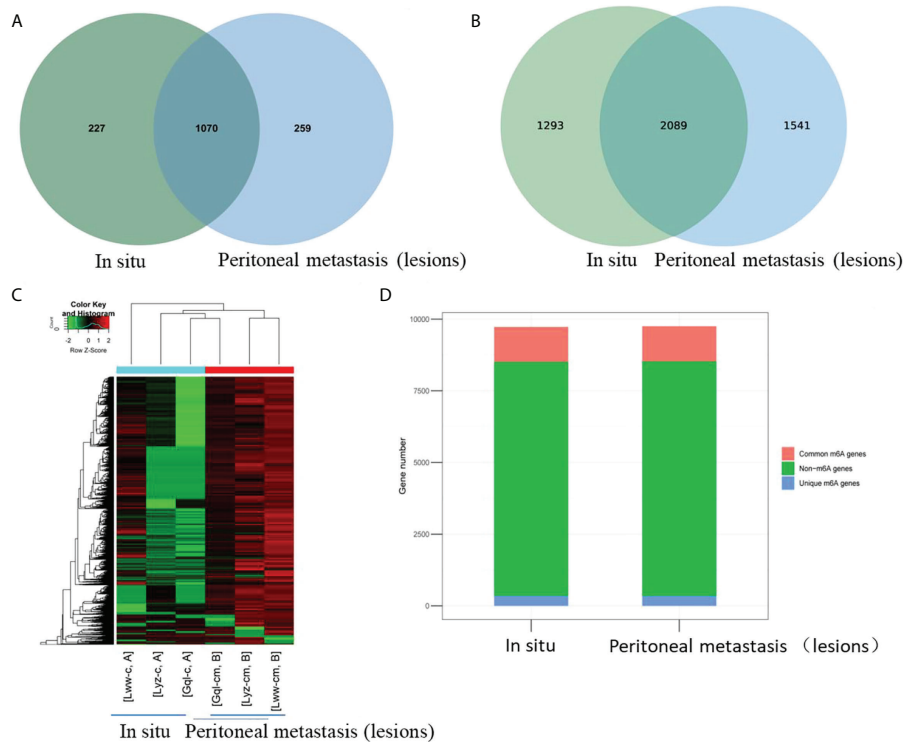 A
227
1070
259
In situ
Peritoneal metastasis (lesions)
B
1293
2089
1541
In situ
Peritoneal metastasis (lesions)
C
Color Key
and Histogram
Count
0
-2 0 1 2
Row Z-Score
[Lww-c, A]
[Lyz-c, A]
[Gql-c, A]
[Gql-cm, B]
[Lyz-cm, B]
[Lww-cm, B]
In situ
Peritoneal metastasis (lesions)
D
Gene number
10000
7500
5000
2500
0
In situ
Peritoneal metastasis （lesions）
Common m6A genes
Non-m6A genes
Unique m6A genes